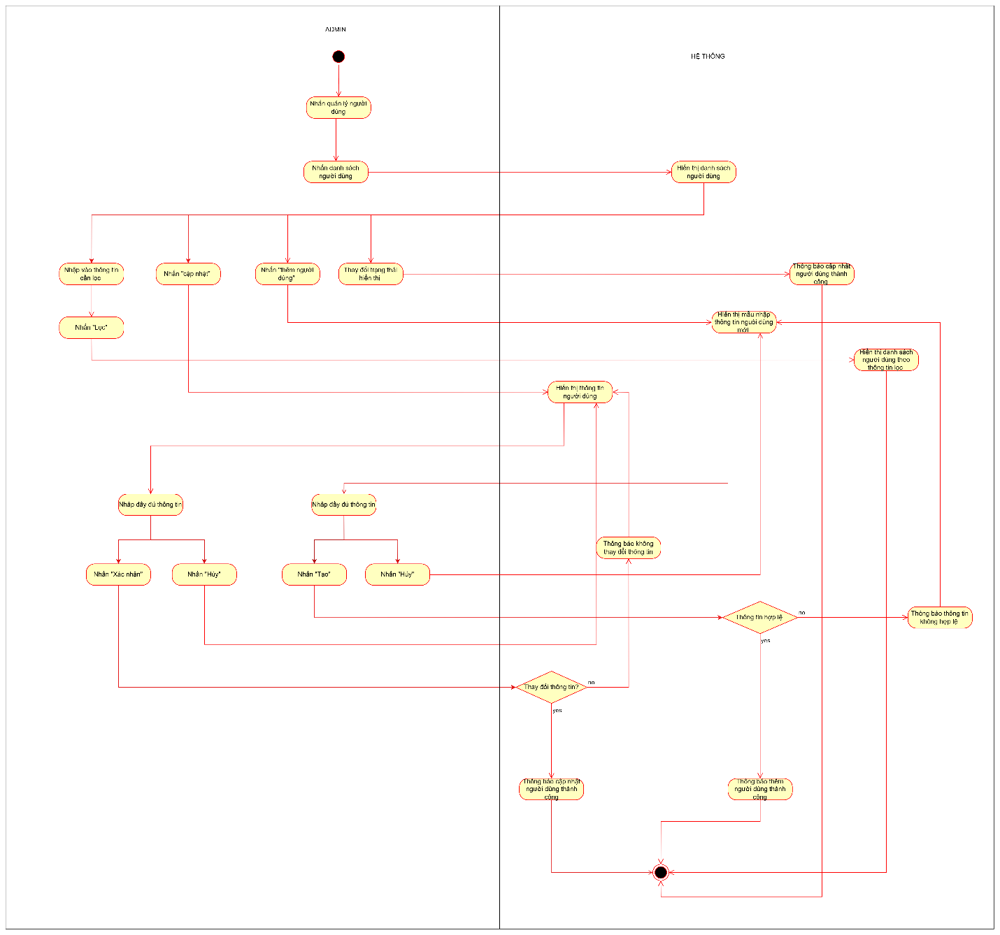 ADMIN
HỆ THỐNG
Nhấn quản lý người
dùng
Nhấn danh sách
người dùng
Hiển thị danh sách
người dùng
Nhập vào thông tin
cần lọc
Nhấn "cập nhật"
Nhấn "thêm người
dùng"
Thay đổi trạng thái
hiển thị
Thông báo cập nhật
người dùng thành
công
Nhấn "Lọc"
Hiển thị mẫu nhập
thông tin người dùng
mới
Hiển thị danh sách
người dùng theo
thông tin lọc
Hiển thị thông tin
người dùng
Nhập đầy đủ thông tin
Nhập đầy đủ thông tin
Thông báo không
thay đổi thông tin
Nhấn "Xác nhận"
Nhấn "Hủy"
Nhấn "Tạo"
Nhấn "Hủy"
Thông tin hợp lệ
no
Thông báo thông tin
không hợp lệ
yes
Thay đổi thông tin?
no
yes
Thông báo cập nhật
người dùng thành
công
Thông báo thêm
người dùng thành
công